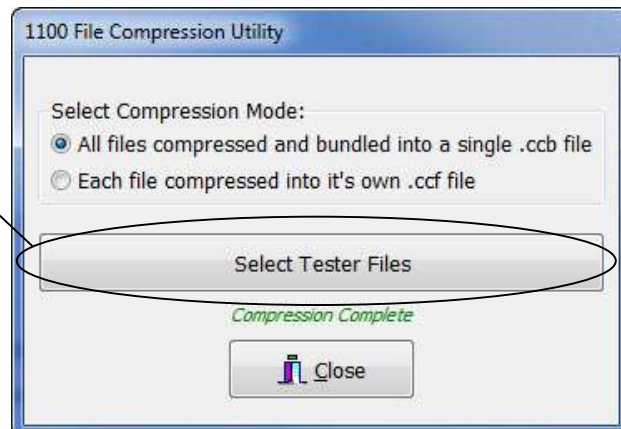 1100 File Compression Utility
Select Compression Mode:
All files compressed and bundled into a single .ccb file
Each file compressed into it's own .ccf file
Select Tester Files
Compression Complete
Close